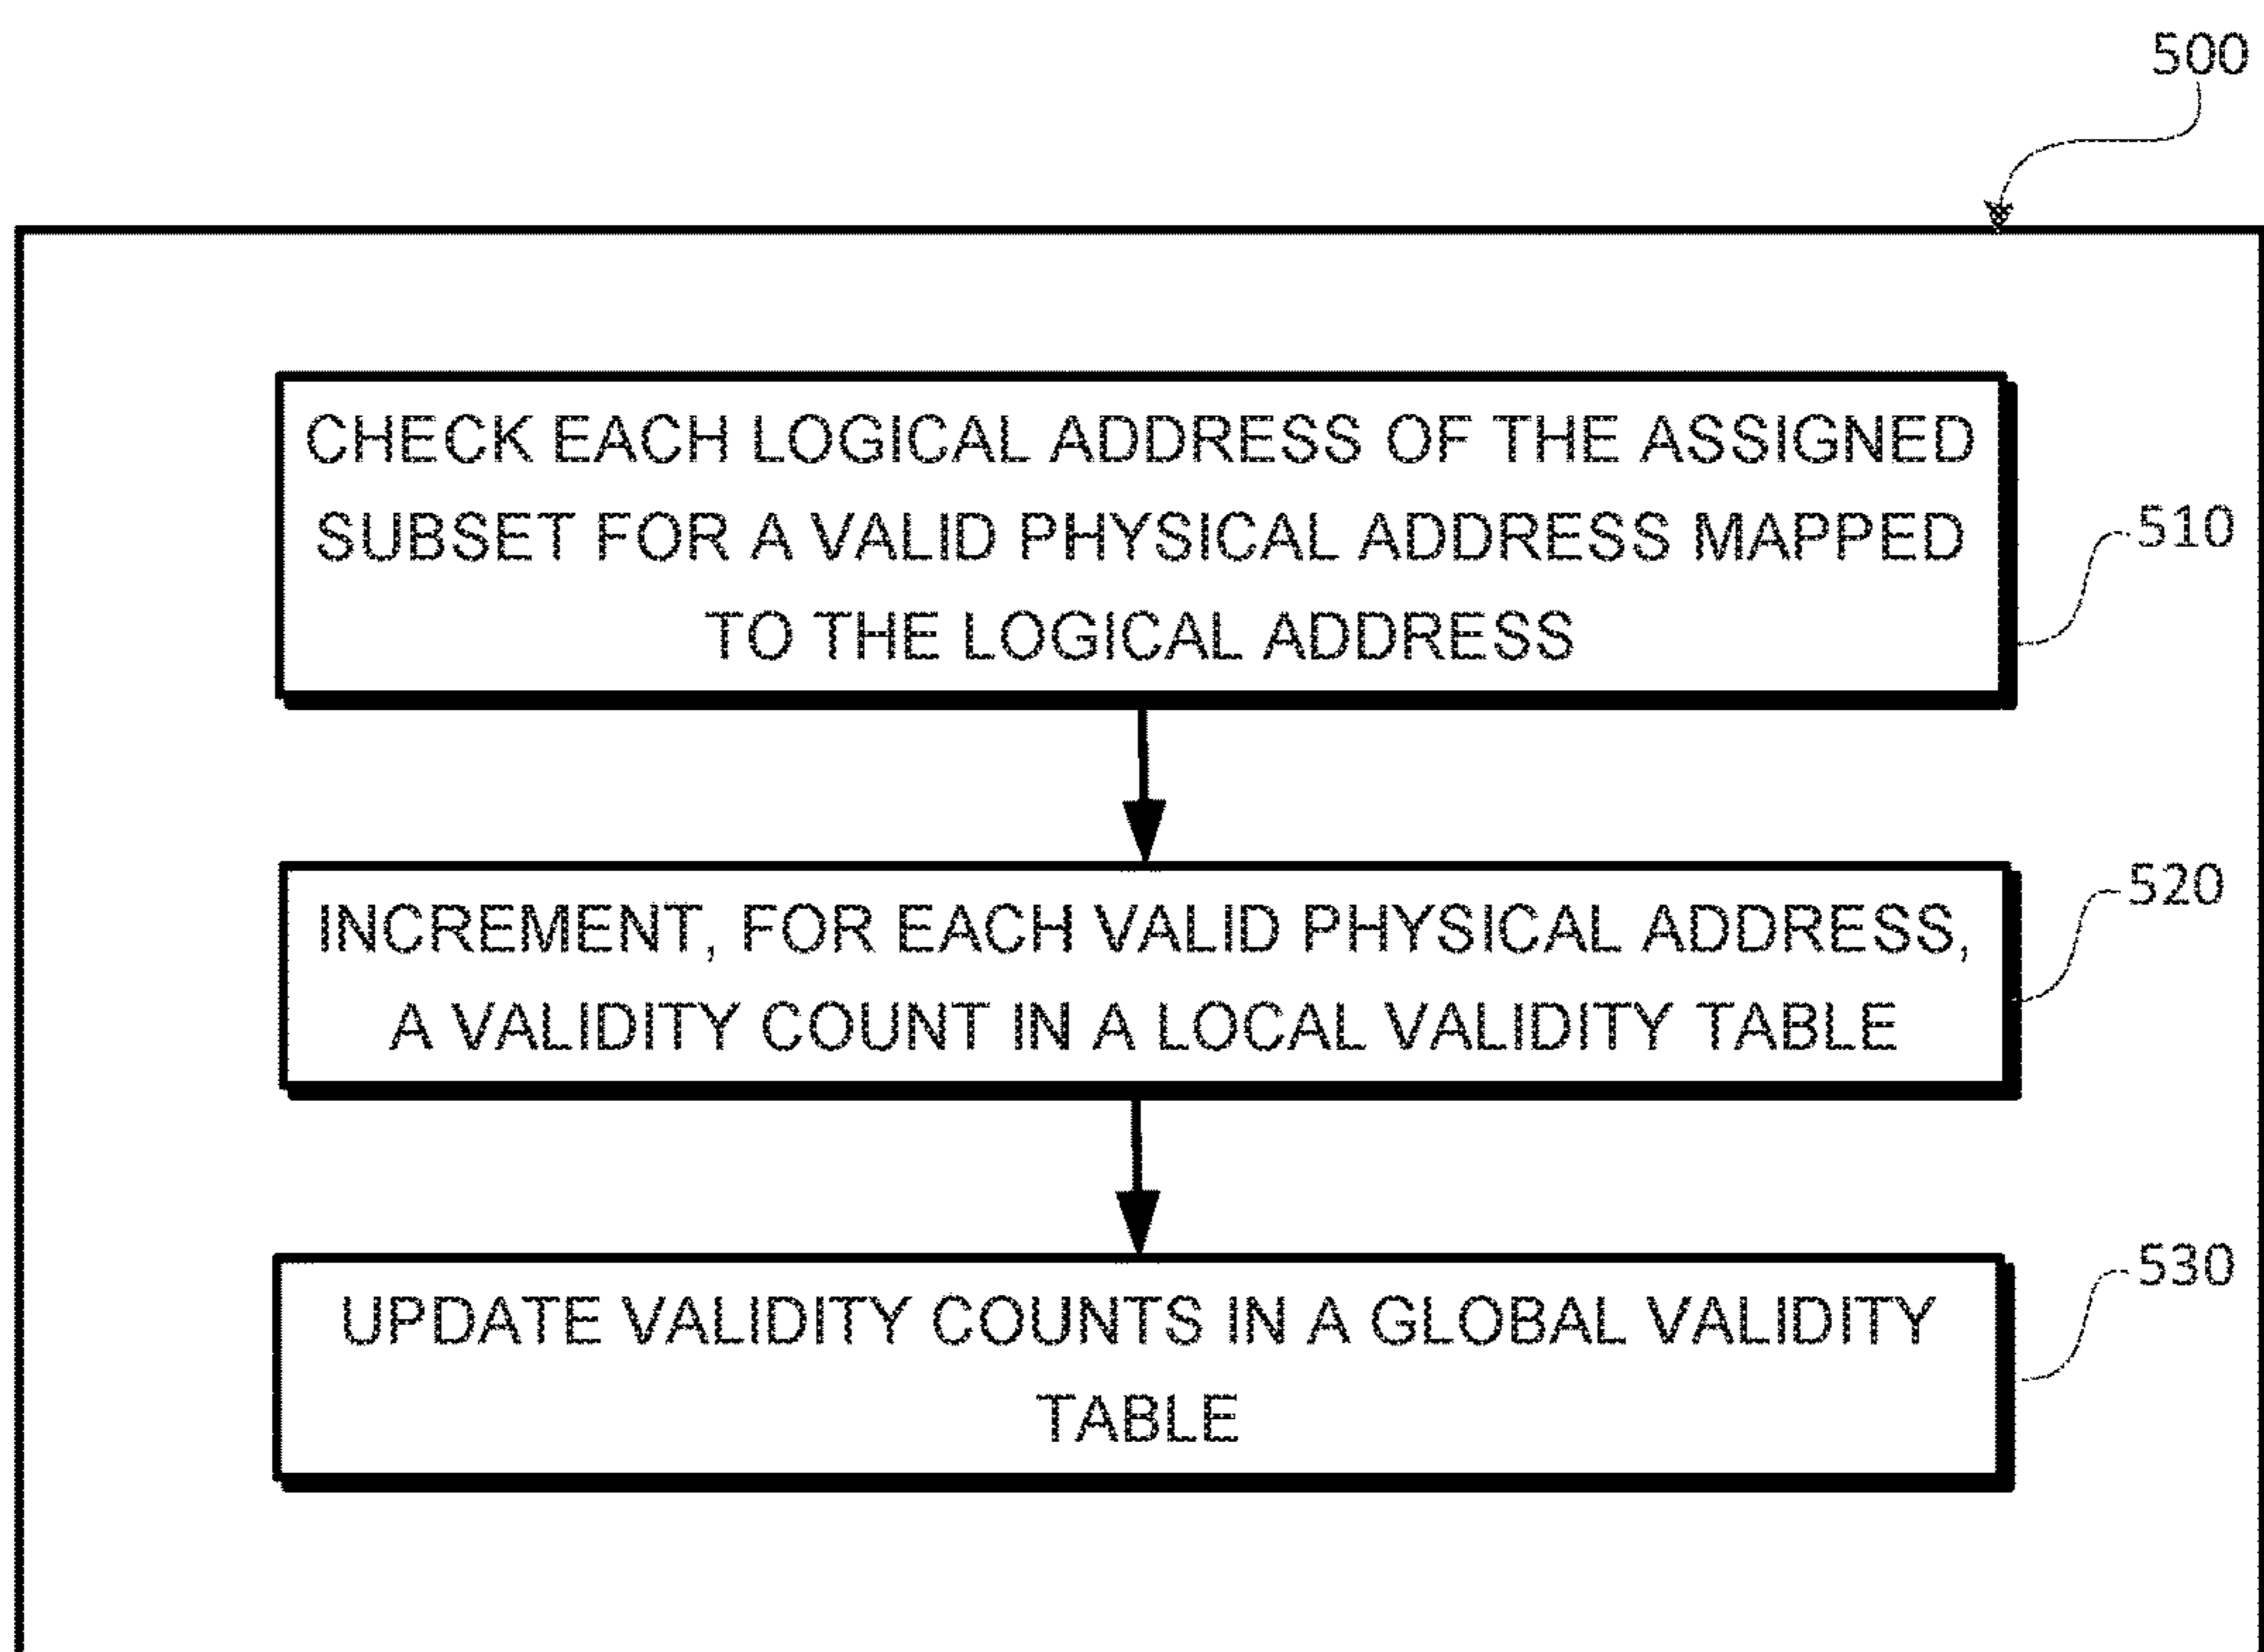 500
CHECK EACH LOGICAL ADDRESS OF THE ASSIGNED
SUBSET FOR A VALID PHYSICAL ADDRESS MAPPED
TO THE LOGICAL ADDRESS
510
INCREMENT, FOR EACH VALID PHYSICAL ADDRESS,
A VALIDITY COUNT IN A LOCAL VALIDITY TABLE
520
UPDATE VALIDITY COUNTS IN A GLOBAL VALIDITY
TABLE
530